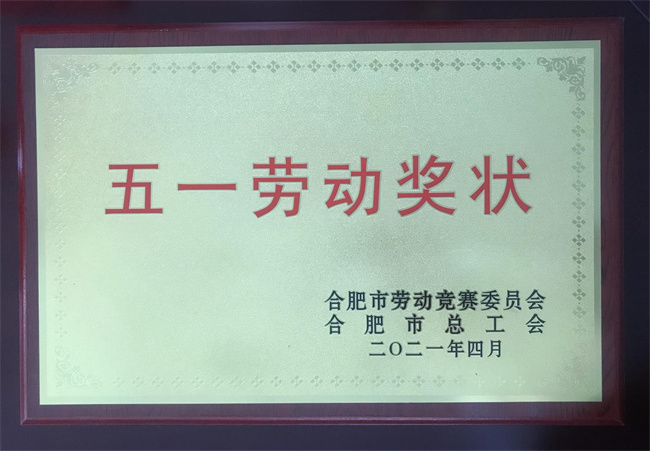 五一劳动奖状
合肥市劳动竞赛委员会
合肥市总工会
二〇二一年四月